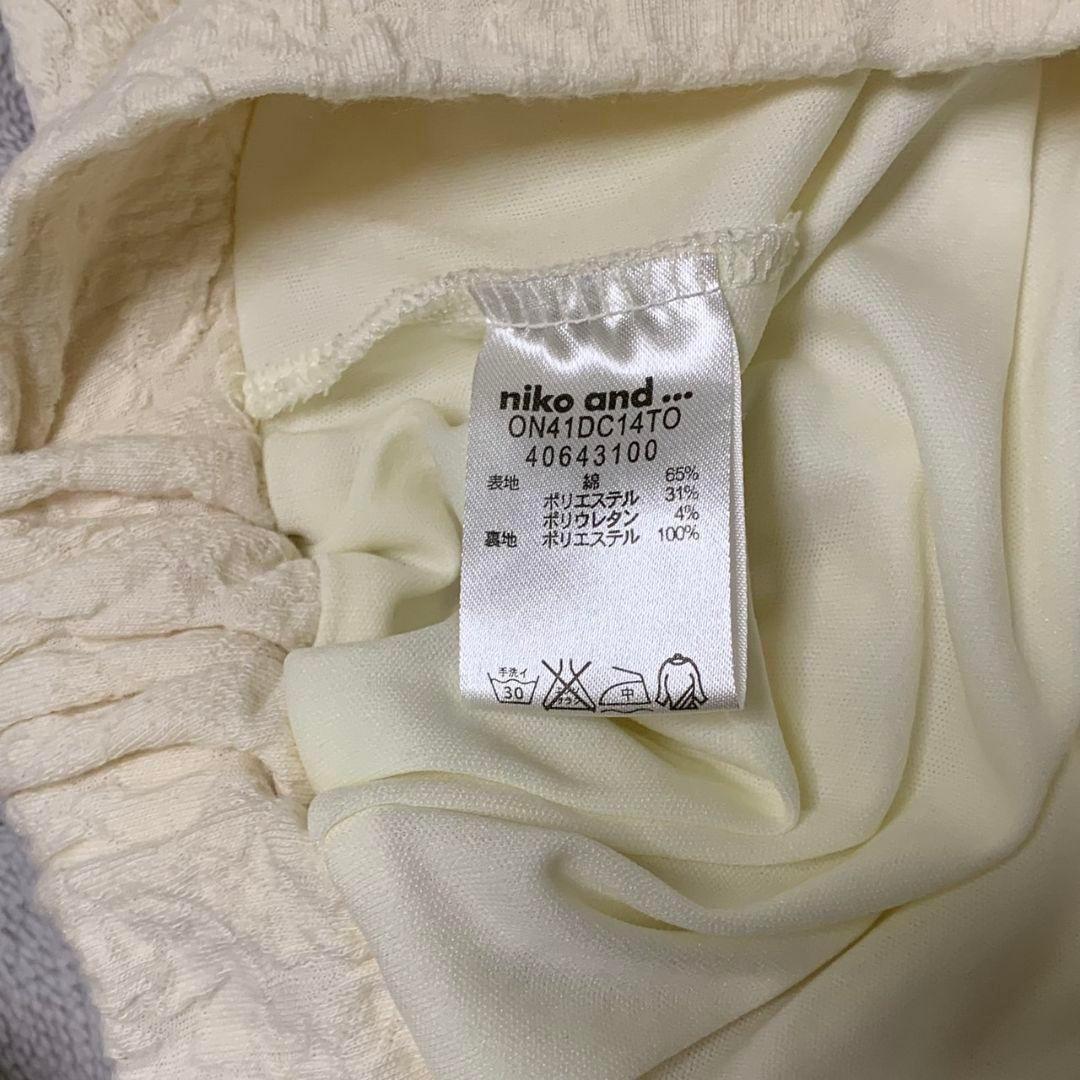 niko and ...
ON41DC14TO
40643100
表地 綿 65%
ポリエステル 31%
ポリウレタン 4%
裏地 ポリエステル 100%
手洗イ
30
中